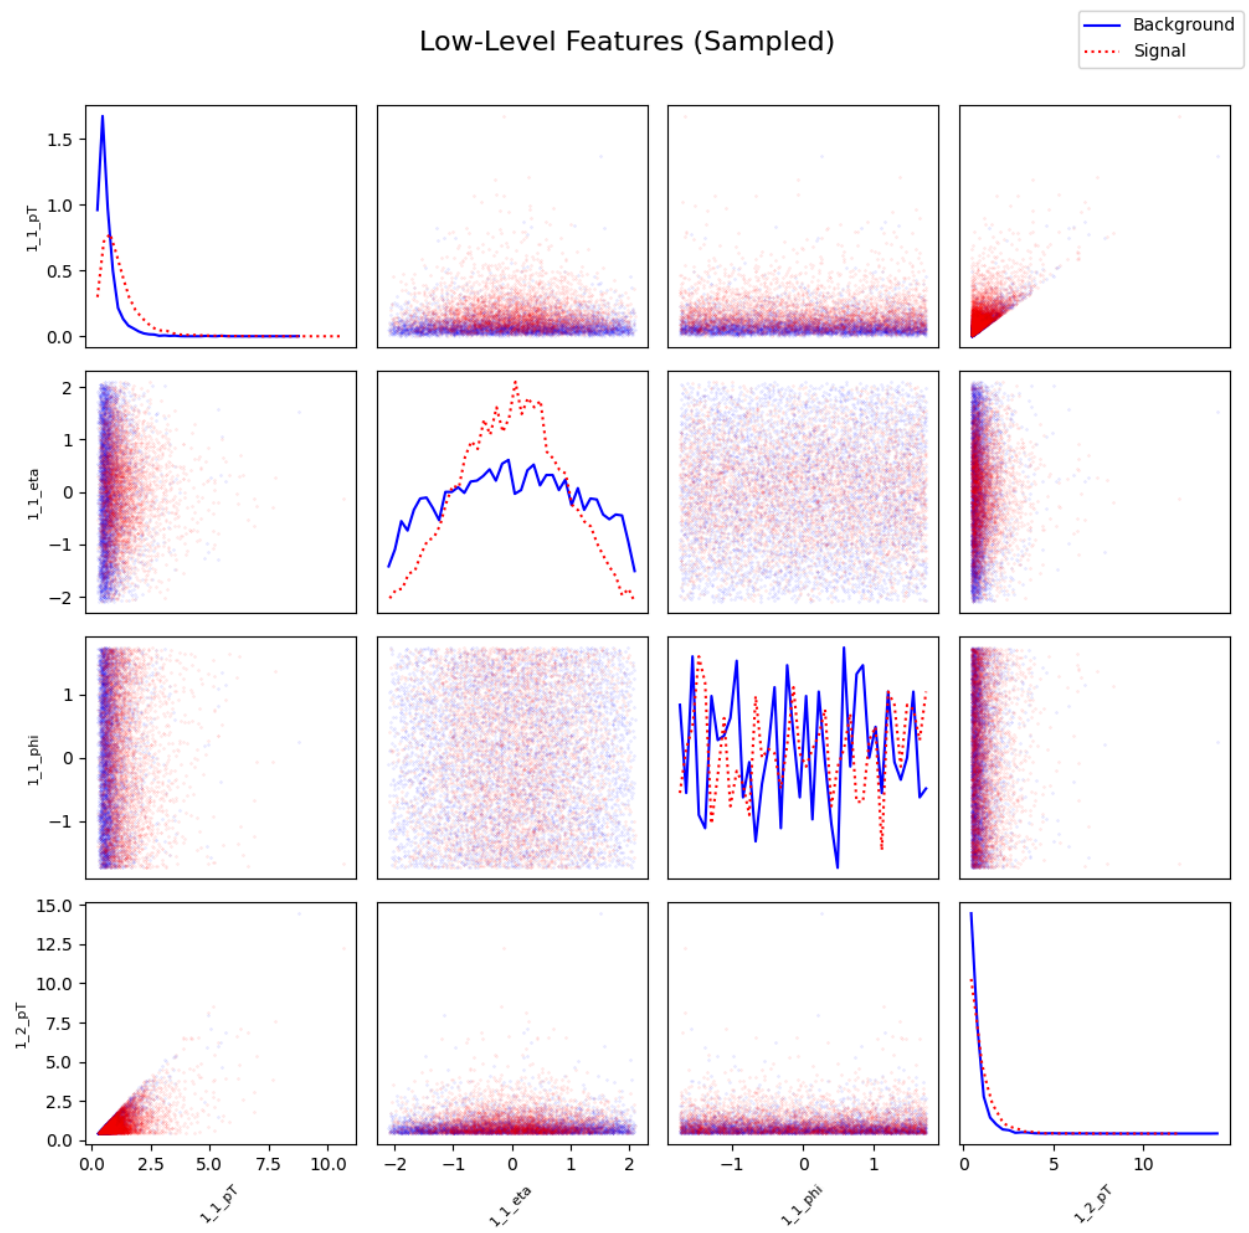 Low-Level Features (Sampled)
Background
Signal
1_1_pT
1.5
1.0
0.5
0.0
1_1_eta
2
1
0
−1
−2
1_1_phi
1
0
−1
1_2_pT
15.0
12.5
10.0
7.5
5.0
2.5
0.0
0.0 2.5 5.0 7.5 10.0
−2 −1 0 1 2
−1 0 1
0 5 10
1_1_pT
1_1_eta
1_1_phi
1_2_pT